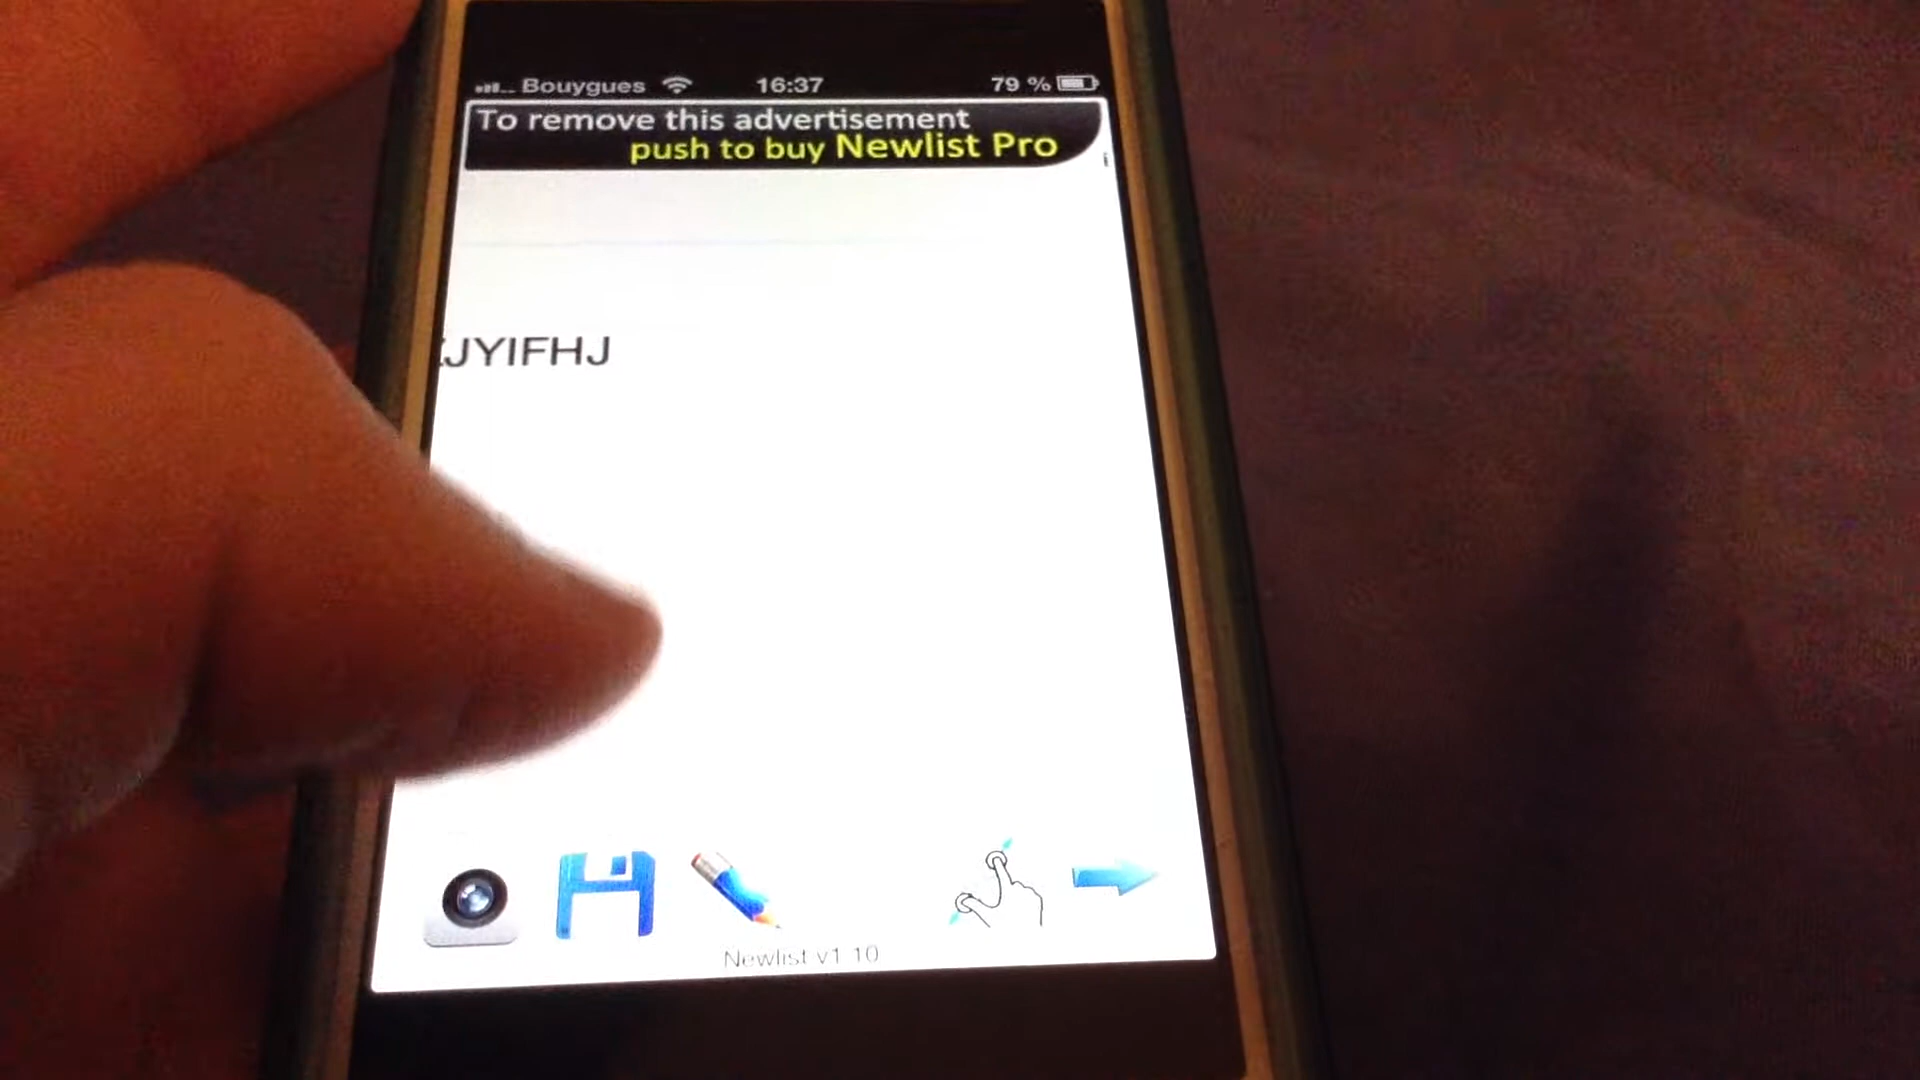 Bouygues 16:37 79 %
To remove this advertisement
push to buy Newlist Pro
JYIFHJ
Newlist v1.10